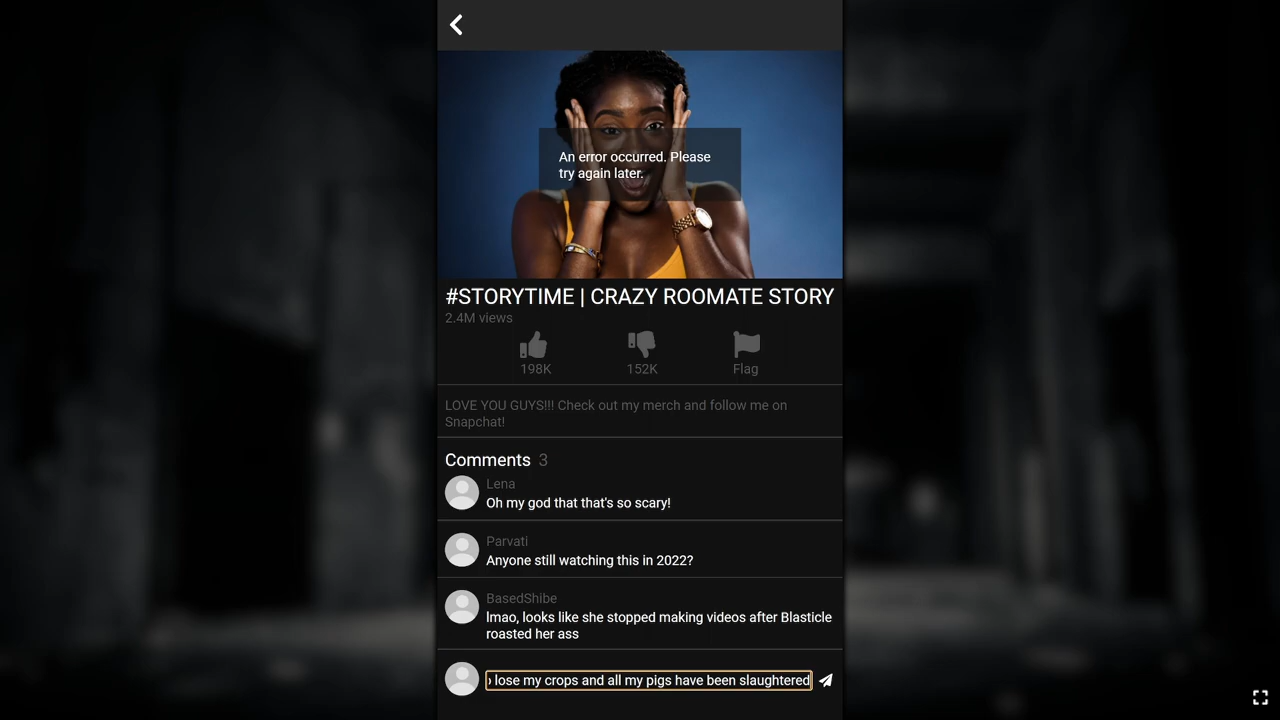 An error occurred. Please
try again later.
#STORYTIME | CRAZY ROOMATE STORY
2.4M views
198K
152K
Flag
LOVE YOU GUYS!!! Check out my merch and follow me on
Snapchat!
Comments 3
Lena
Oh my god that that's so scary!
Parvati
Anyone still watching this in 2022?
BasedShibe
lmao, looks like she stopped making videos after Blasticle
roasted her ass
lose my crops and all my pigs have been slaughtered